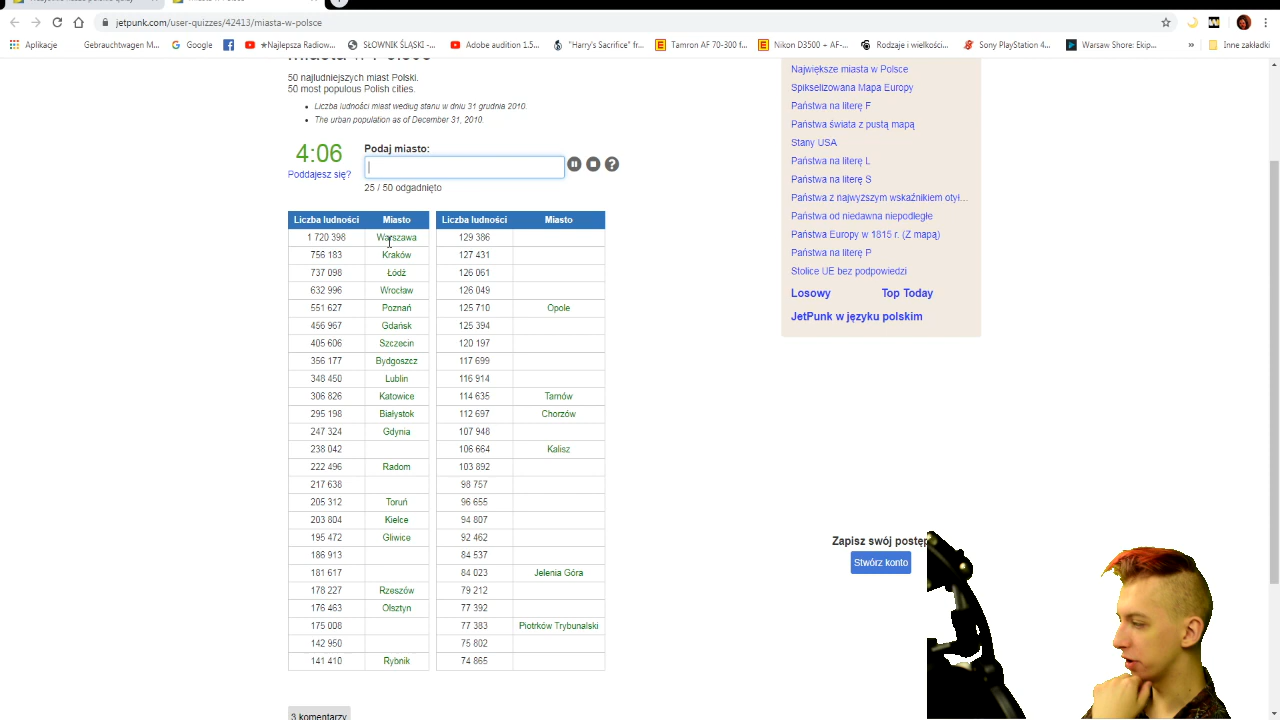 jetpunk.com/user-quizzes/42413/miasta-w-polsce
Aplikacje Gebrauchtwagen M... Google ★Najlepsza Radiow... SŁOWNIK ŚLĄSKI -... Adobe audition 1.5... "Harry's Sacrifice" fr... Tamron AF 70-300 f... Nikon D3500 + AF-... Rodzaje i wielkości... Sony PlayStation 4... Warsaw Shore: Ekip... » Inne zakładki
50 najludniejszych miast Polski.
50 most populous Polish cities.
Liczba ludności miast według stanu w dniu 31 grudnia 2010.
The urban population as of December 31, 2010.
4:06
Poddajesz się?
Podaj miasto:
25 / 50 odgadnięto
Liczba ludności Miasto Liczba ludności Miasto
1 720 398 Warszawa 129 386
756 183 Kraków 127 431
737 098 Łódź 126 061
632 996 Wrocław 126 049
551 627 Poznań 125 710 Opole
456 967 Gdańsk 125 394
405 606 Szczecin 120 197
356 177 Bydgoszcz 117 699
348 450 Lublin 116 914
306 826 Katowice 114 635 Tarnów
295 198 Białystok 112 697 Chorzów
247 324 Gdynia 107 948
238 042 106 664 Kalisz
222 496 Radom 103 892
217 638 98 757
205 312 Toruń 96 655
203 804 Kielce 94 807
195 472 Gliwice 92 462
186 913 84 537
181 617 84 023 Jelenia Góra
178 227 Rzeszów 79 212
176 463 Olsztyn 77 392
175 008 77 383 Piotrków Trybunalski
142 950 75 802
141 410 Rybnik 74 865
3 komentarzy
Największe miasta w Polsce
Spikselizowana Mapa Europy
Państwa na literę F
Państwa świata z pustą mapą
Stany USA
Państwa na literę L
Państwa na literę S
Państwa z najwyższym wskaźnikiem otył...
Państwa od niedawna niepodległe
Państwa Europy w 1815 r. (Z mapą)
Państwa na literę P
Stolice UE bez podpowiedzi
Losowy Top Today
JetPunk w języku polskim
Zapisz swój postęp
Stwórz konto